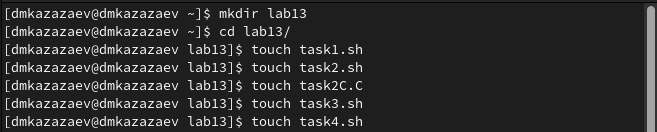 [dmkazazaev@dmkazazaev ~]$ mkdir lab13
[dmkazazaev@dmkazazaev ~]$ cd lab13/
[dmkazazaev@dmkazazaev lab13]$ touch task1.sh
[dmkazazaev@dmkazazaev lab13]$ touch task2.sh
[dmkazazaev@dmkazazaev lab13]$ touch task2C.C
[dmkazazaev@dmkazazaev lab13]$ touch task3.sh
[dmkazazaev@dmkazazaev lab13]$ touch task4.sh